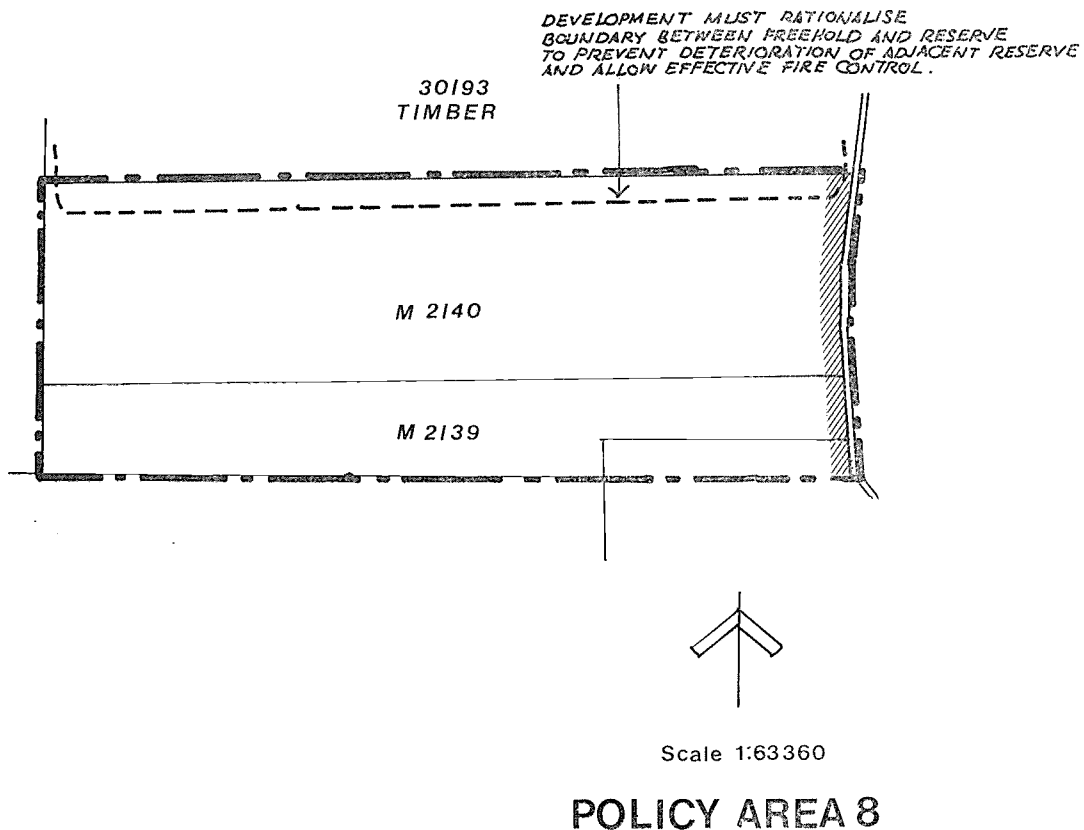 DEVELOPMENT MUST RATIONALISE
BOUNDARY BETWEEN FREEHOLD AND RESERVE
TO PREVENT DETERIORATION OF ADJACENT RESERVE
AND ALLOW EFFECTIVE FIRE CONTROL.
30193
TIMBER
M 2140
M 2139
Scale 1:63360
POLICY AREA 8